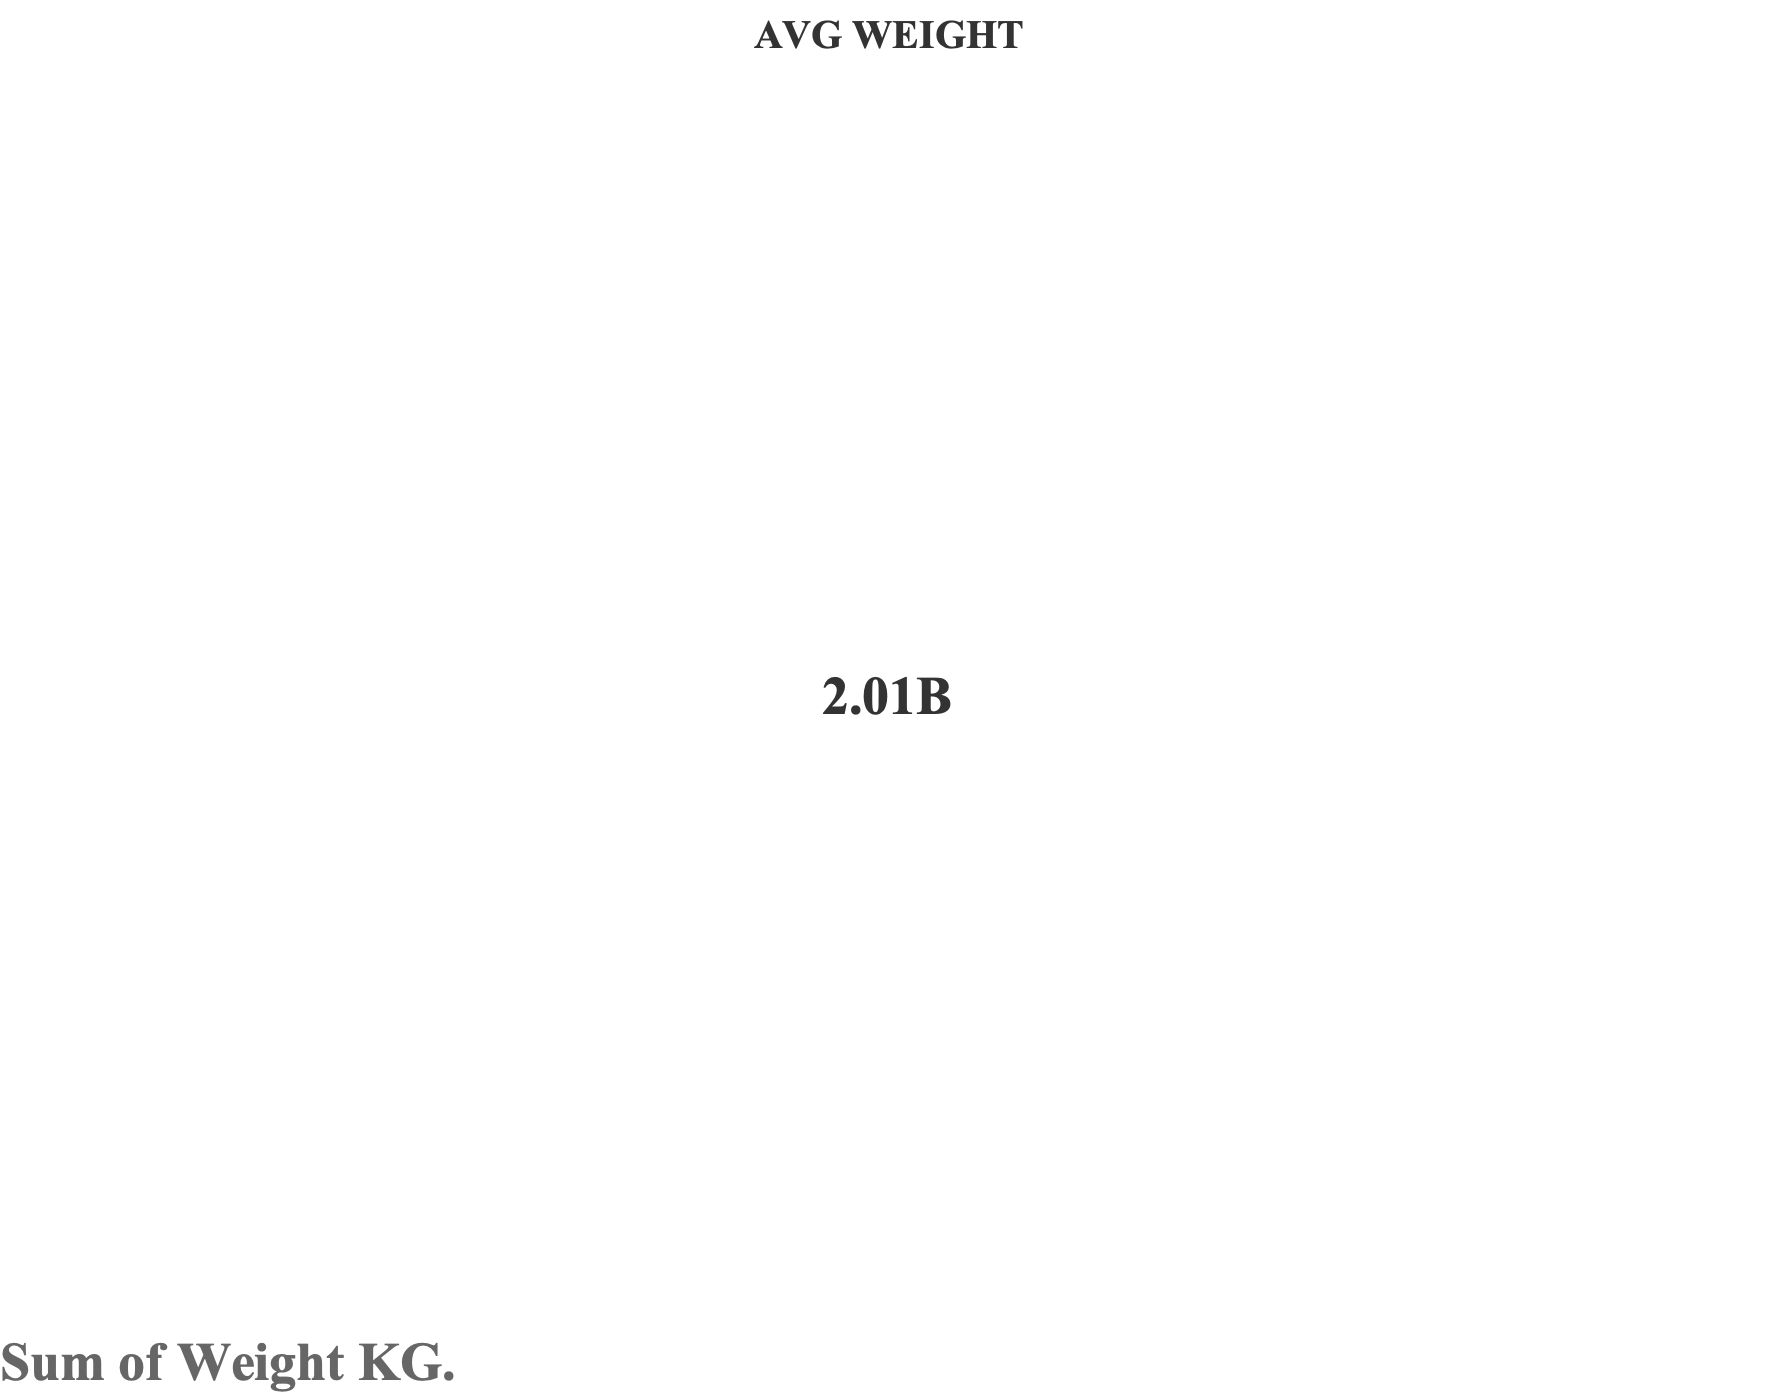 AVG WEIGHT
2.01B
Sum of Weight KG.